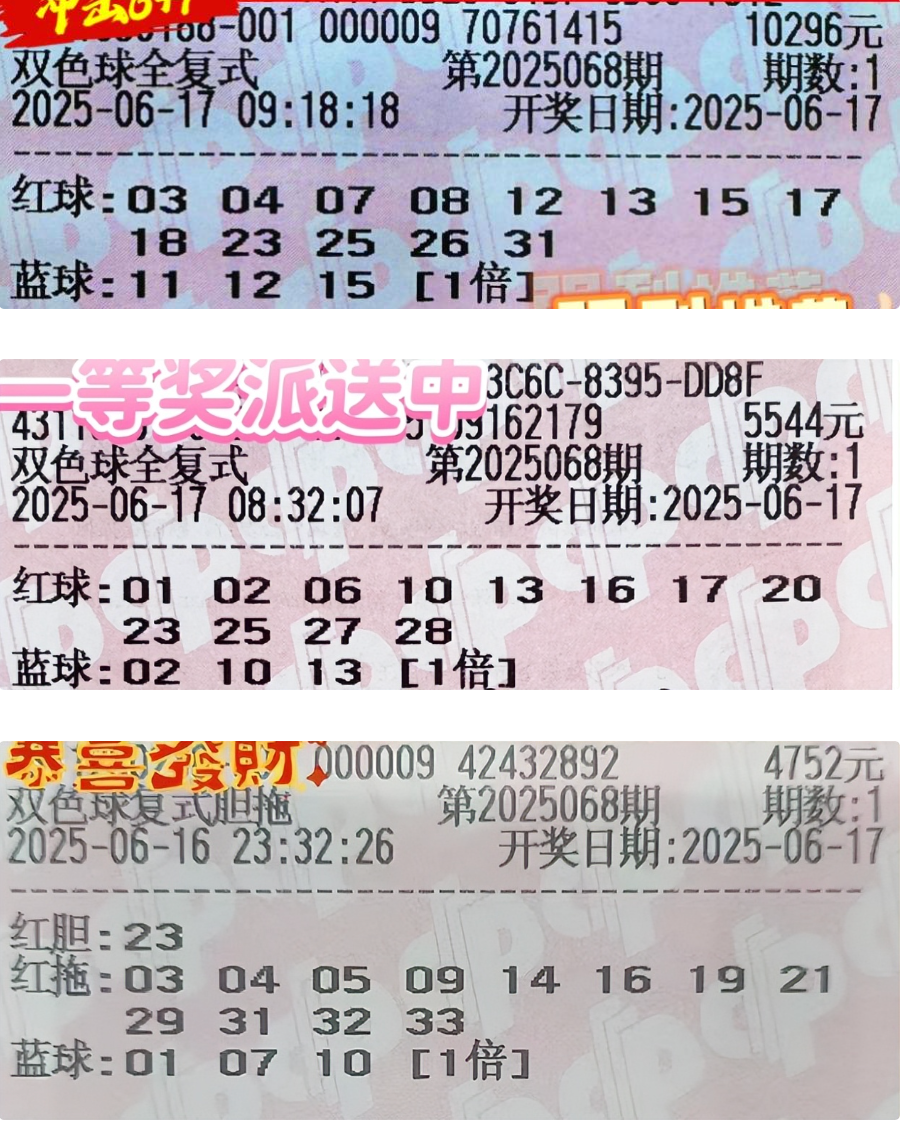 -001 000009 70761415 10296元
双色球全复式 第2025068期 期数:1
2025-06-17 09:18:18 开奖日期:2025-06-17
红球:03 04 07 08 12 13 15 17
18 23 25 26 31
蓝球:11 12 15 [1倍]
一等奖派送中
3C6C-8395-DD8F
4311 09162179 5544元
双色球全复式 第2025068期 期数:1
2025-06-17 08:32:07 开奖日期:2025-06-17
红球:01 02 06 10 13 16 17 20
23 25 27 28
蓝球:02 10 13 [1倍]
恭喜發財
000009 42432892 4752元
双色球复式胆拖 第2025068期 期数:1
2025-06-16 23:32:26 开奖日期:2025-06-17
红胆:23
红拖:03 04 05 09 14 16 19 21
29 31 32 33
蓝球:01 07 10 [1倍]